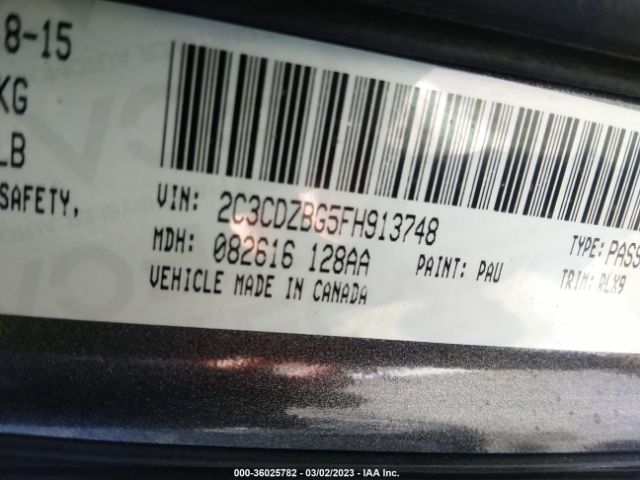 8-15
KG
LB
SAFETY,
VIN: 2C3CDZBG5FH913748
MDH: 082616 128AA
PAINT: PAU
TYPE: PASS
TRIM: RLX9
VEHICLE MADE IN CANADA
000-36025782 - 03/02/2023 - IAA Inc.